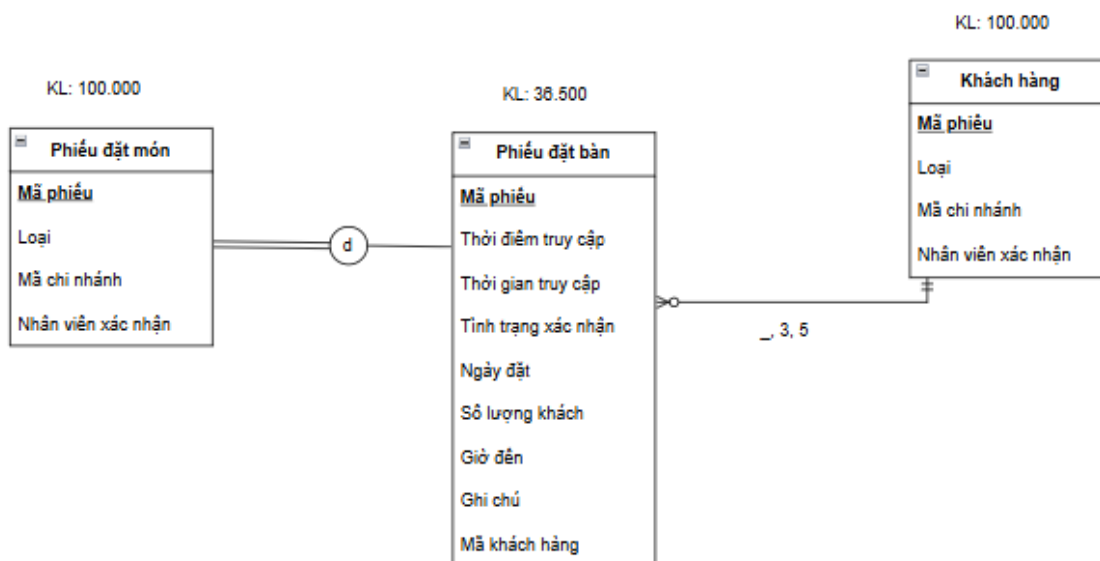 KL: 100.000
Phiếu đặt món
Mã phiếu
Loại
Mã chi nhánh
Nhân viên xác nhận
d
KL: 36.500
Phiếu đặt bàn
Mã phiếu
Thời điểm truy cập
Thời gian truy cập
Tình trạng xác nhận
Ngày đặt
Số lượng khách
Giờ đến
Ghi chú
Mã khách hàng
_, 3, 5
KL: 100.000
Khách hàng
Mã phiếu
Loại
Mã chi nhánh
Nhân viên xác nhận